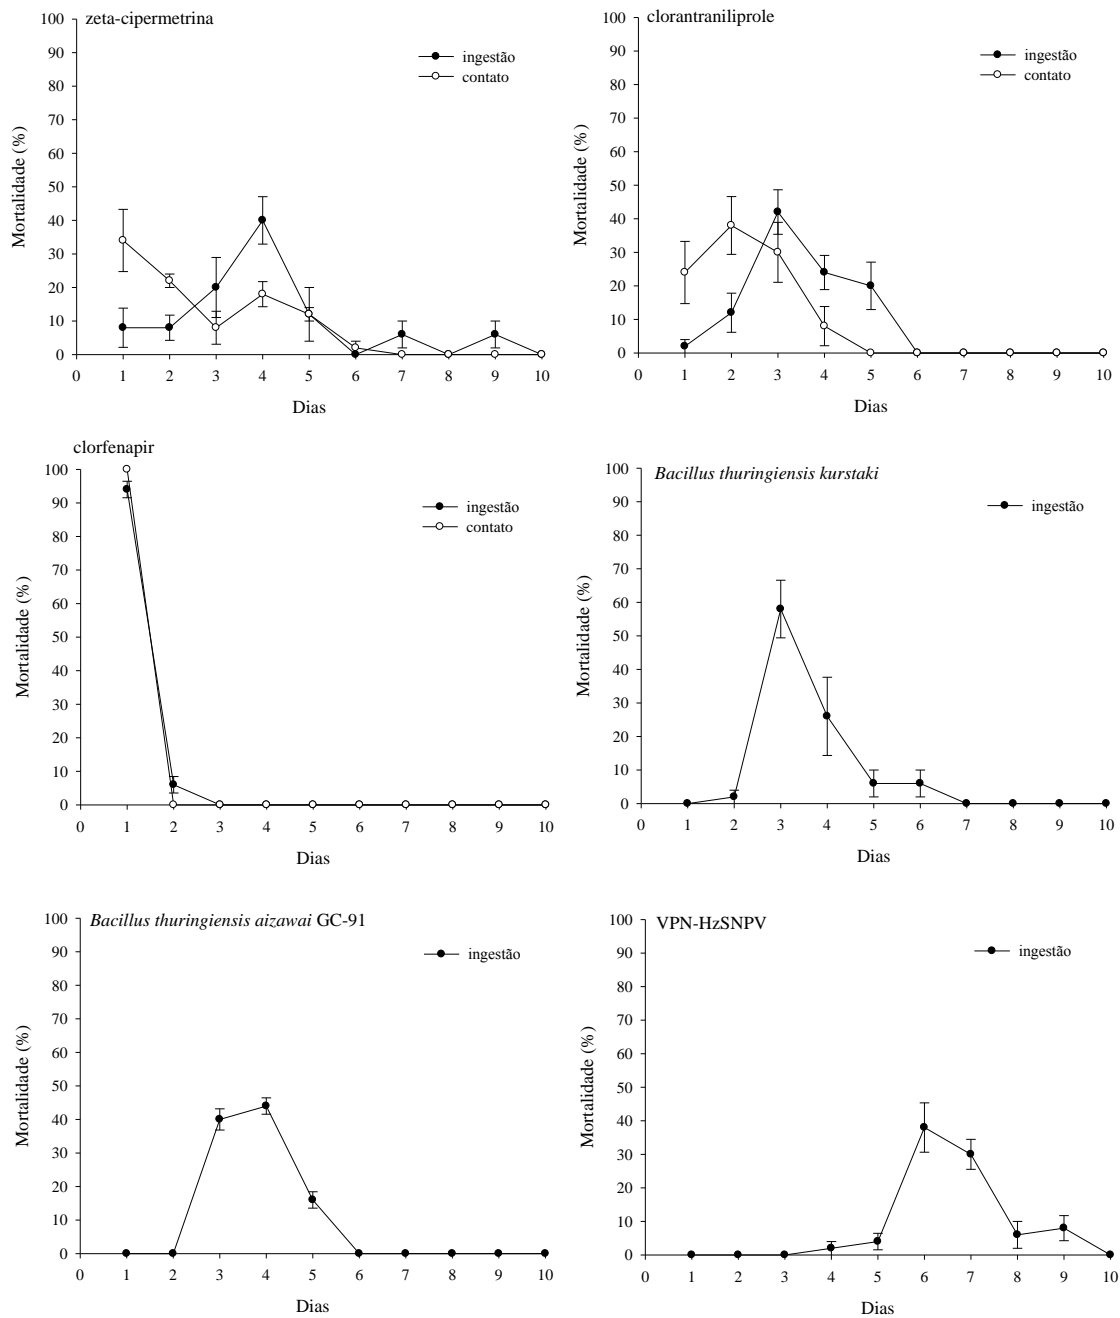 zeta-cipermetrina
ingestão
contato
Mortalidade (%)
100
90
80
70
60
50
40
30
20
10
0
0 1 2 3 4 5 6 7 8 9 10
Dias
clorantraniliprole
ingestão
contato
Mortalidade (%)
100
90
80
70
60
50
40
30
20
10
0
0 1 2 3 4 5 6 7 8 9 10
Dias
clorfenapir
ingestão
contato
Mortalidade (%)
100
90
80
70
60
50
40
30
20
10
0
0 1 2 3 4 5 6 7 8 9 10
Dias
Bacillus thuringiensis kurstaki
ingestão
Mortalidade (%)
100
90
80
70
60
50
40
30
20
10
0
0 1 2 3 4 5 6 7 8 9 10
Dias
Bacillus thuringiensis aizawai GC-91
ingestão
Mortalidade (%)
100
90
80
70
60
50
40
30
20
10
0
0 1 2 3 4 5 6 7 8 9 10
Dias
VPN-HzSNPV
ingestão
Mortalidade (%)
100
90
80
70
60
50
40
30
20
10
0
0 1 2 3 4 5 6 7 8 9 10
Dias